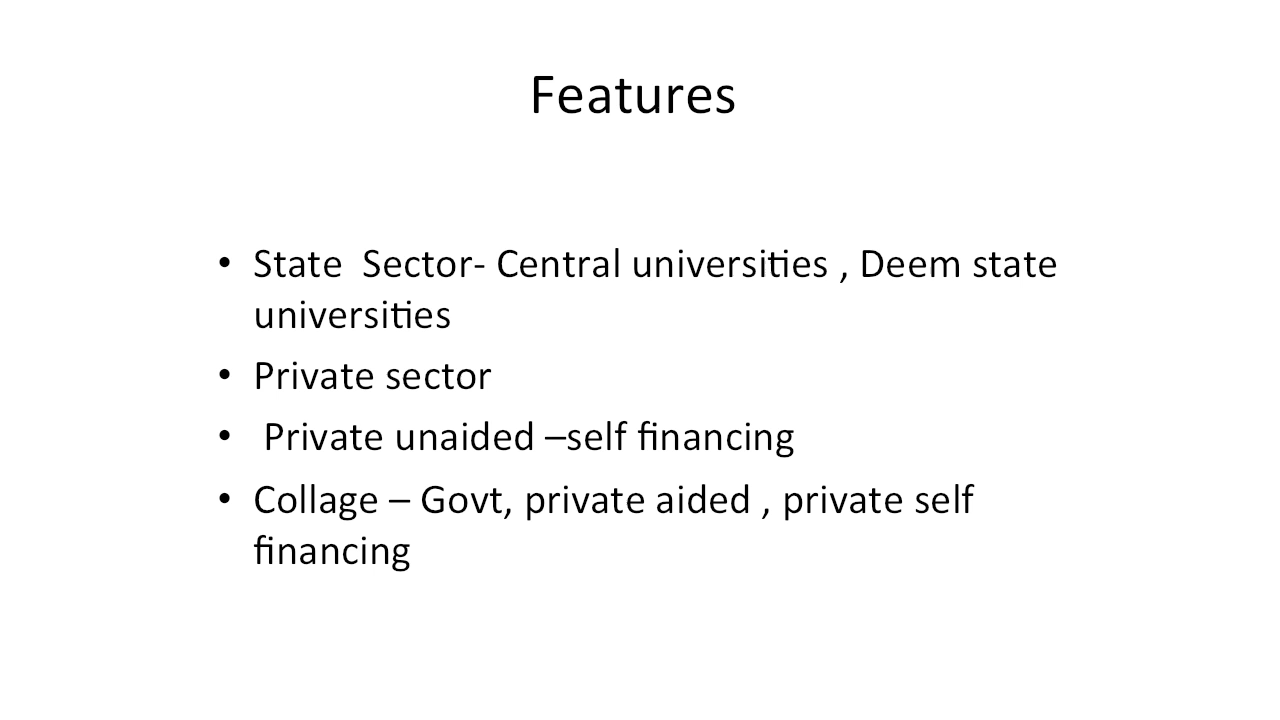 Features
• State  Sector- Central universities , Deem state
universities
• Private sector
•  Private unaided –self financing
• Collage – Govt, private aided , private self
financing